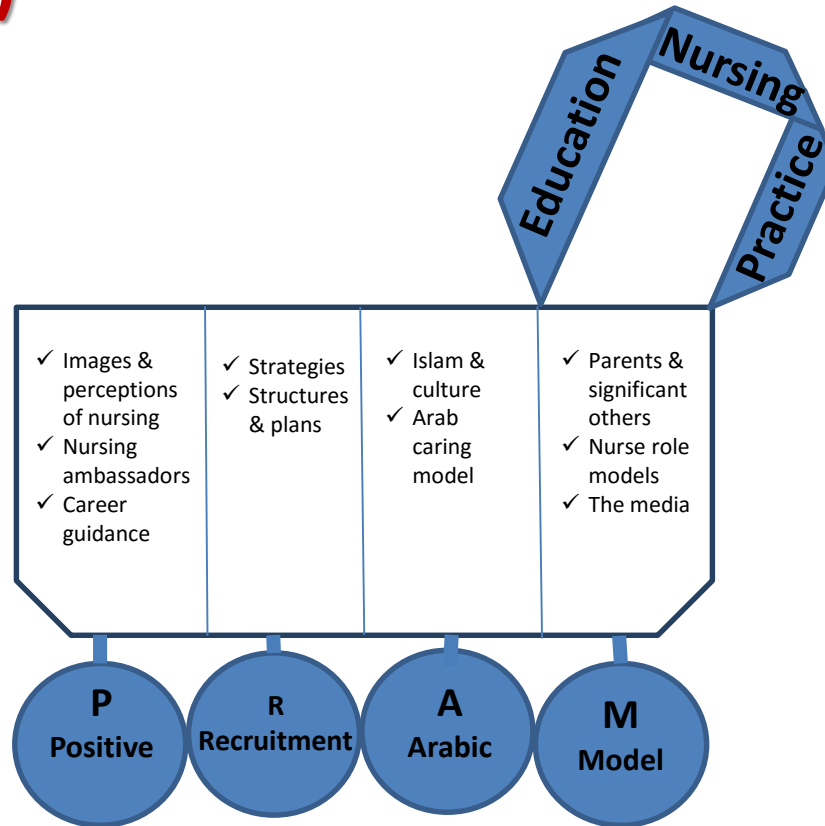 Education
Nursing
Practice
✓ Images &
perceptions
of nursing
✓ Nursing
ambassadors
✓ Career
guidance
✓ Strategies
✓ Structures
& plans
✓ Islam &
culture
✓ Arab
caring
model
✓ Parents &
significant
others
✓ Nurse role
models
✓ The media
P
Positive
R
Recruitment
A
Arabic
M
Model